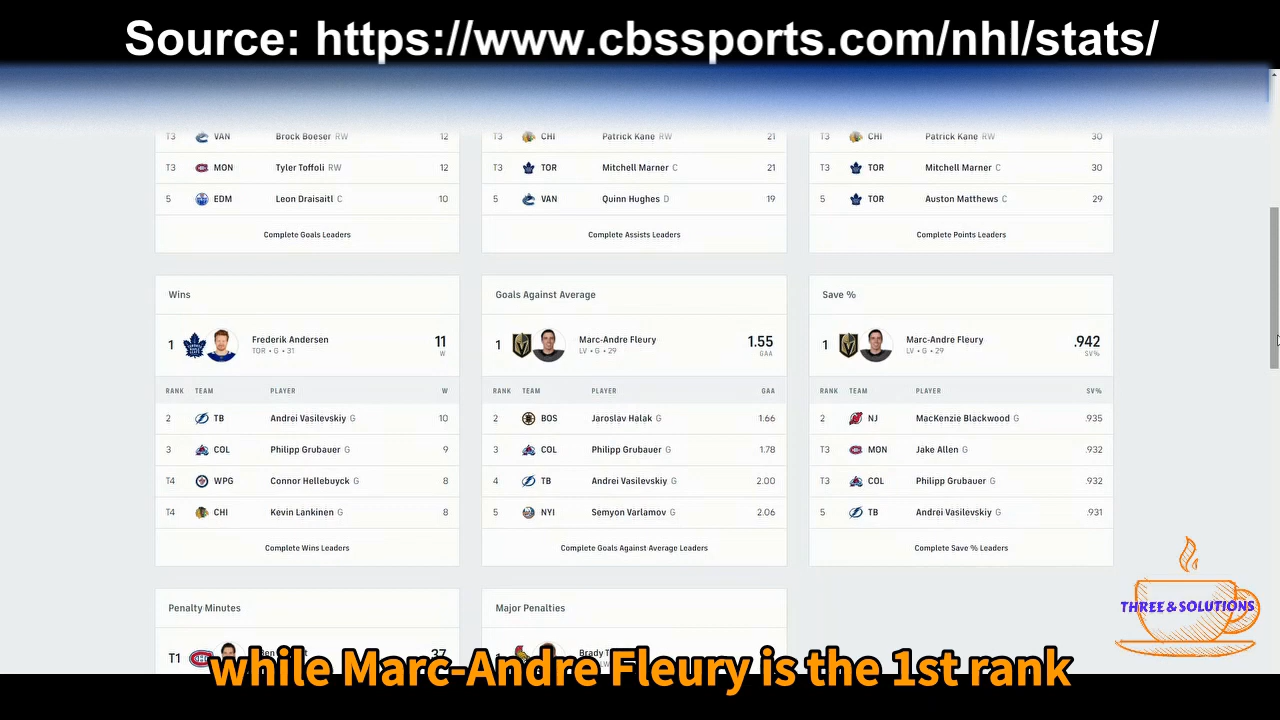 Source: https://www.cbssports.com/nhl/stats/
T3 VAN Brock Boeser RW 12
T3 MON Tyler Toffoli RW 12
5 EDM Leon Draisaitl C 10
Complete Goals Leaders
T3 CHI Patrick Kane RW 21
T3 TOR Mitchell Marner C 21
5 VAN Quinn Hughes D 19
Complete Assists Leaders
T3 CHI Patrick Kane RW 30
T3 TOR Mitchell Marner C 30
5 TOR Auston Matthews C 29
Complete Points Leaders
Wins
1 Frederik Andersen 11
TOR • G • 31 W
RANK TEAM PLAYER W
2 TB Andrei Vasilevskiy G 10
3 COL Philipp Grubauer G 9
T4 WPG Connor Hellebuyck G 8
T4 CHI Kevin Lankinen G 8
Complete Wins Leaders
Goals Against Average
1 Marc-Andre Fleury 1.55
LV • G • 29 GAA
RANK TEAM PLAYER GAA
2 BOS Jaroslav Halak G 1.66
3 COL Philipp Grubauer G 1.78
4 TB Andrei Vasilevskiy G 2.00
5 NYI Semyon Varlamov G 2.06
Complete Goals Against Average Leaders
Save %
1 Marc-Andre Fleury .942
LV • G • 29 SV%
RANK TEAM PLAYER SV%
2 NJ MacKenzie Blackwood G .935
T3 MON Jake Allen G .932
T3 COL Philipp Grubauer G .932
5 TB Andrei Vasilevskiy G .931
Complete Save % Leaders
Penalty Minutes
T1 37
Major Penalties
Brady
THREE & SOLUTIONS
while Marc-Andre Fleury is the 1st rank